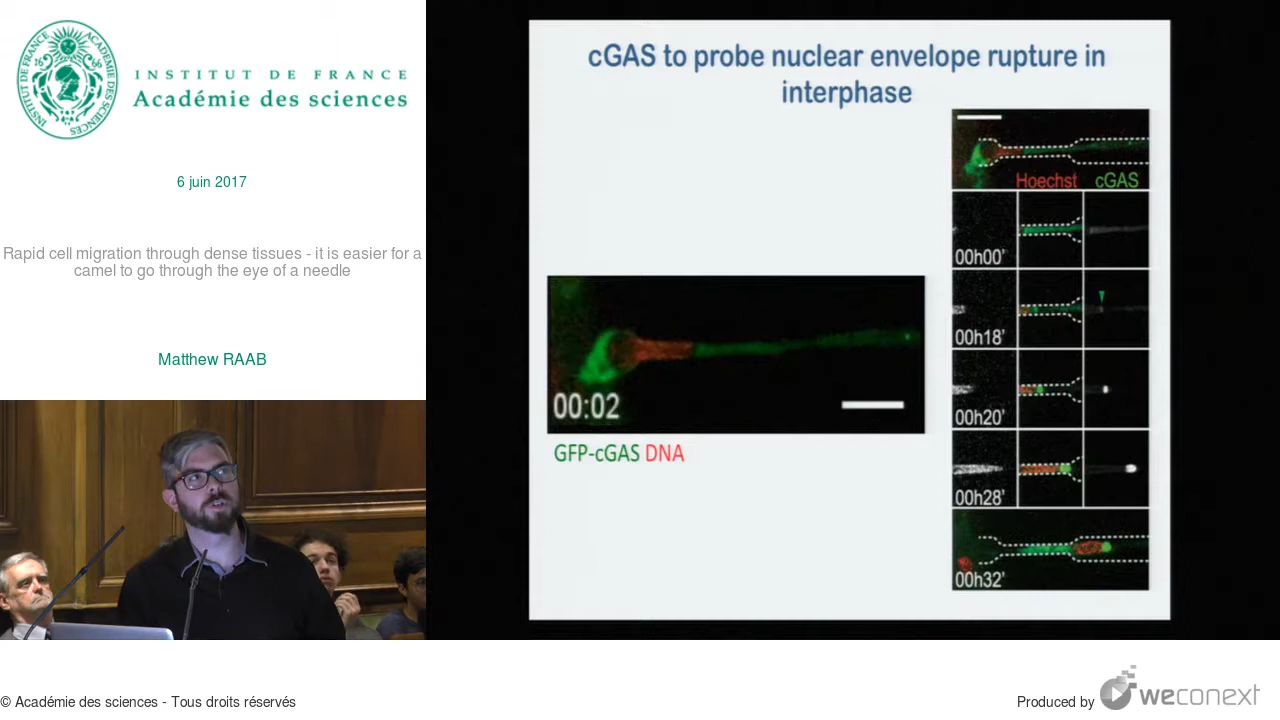 INSTITUT DE FRANCE
Académie des sciences
6 juin 2017
Rapid cell migration through dense tissues - it is easier for a
camel to go through the eye of a needle
Matthew RAAB
cGAS to probe nuclear envelope rupture in
interphase
Hoechst cGAS
00h00'
00h18'
00h20'
00h28'
00h32'
00:02
GFP-cGAS DNA
© Académie des sciences - Tous droits réservés
Produced by weconext